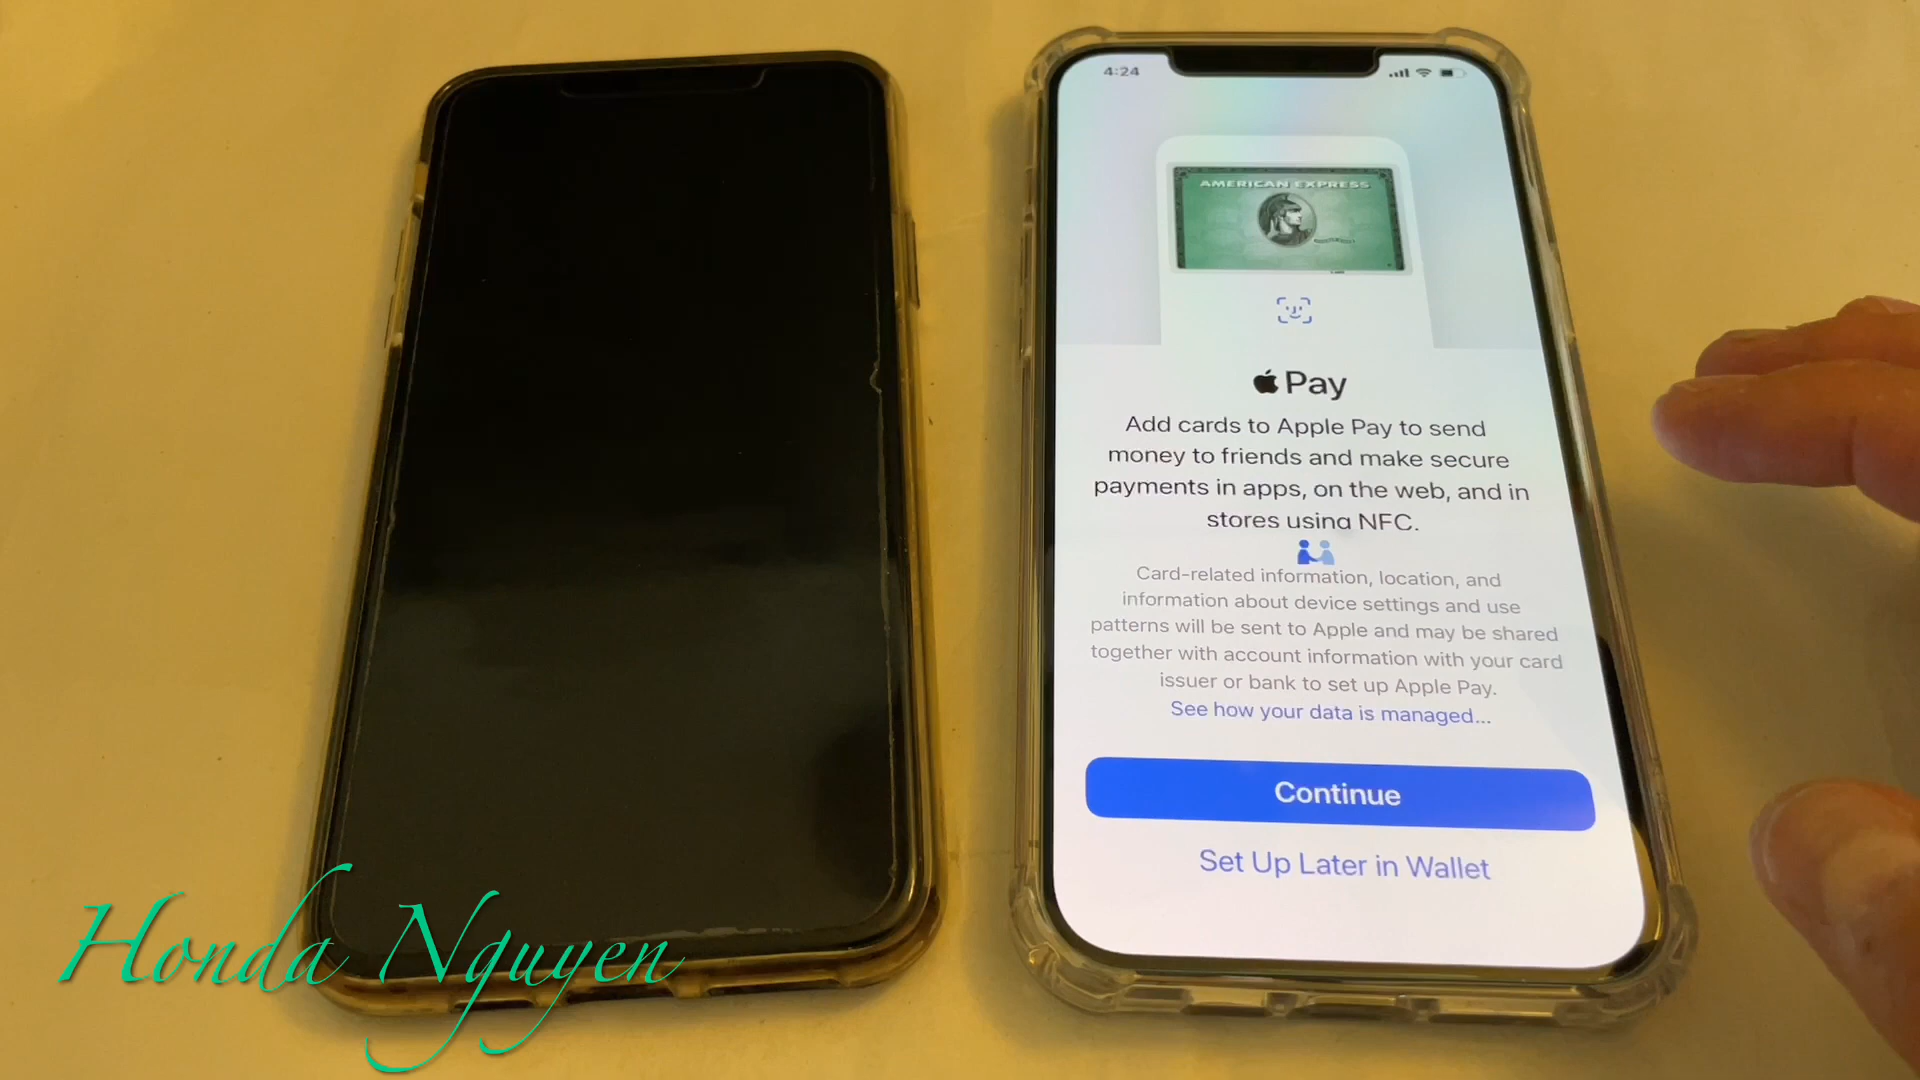 4:24
AMERICAN EXPRESS
Pay
Add cards to Apple Pay to send
money to friends and make secure
payments in apps, on the web, and in
stores using NFC.
Card-related information, location, and
information about device settings and use
patterns will be sent to Apple and may be shared
together with account information with your card
issuer or bank to set up Apple Pay.
See how your data is managed...
Continue
Set Up Later in Wallet
Honda Nguyen